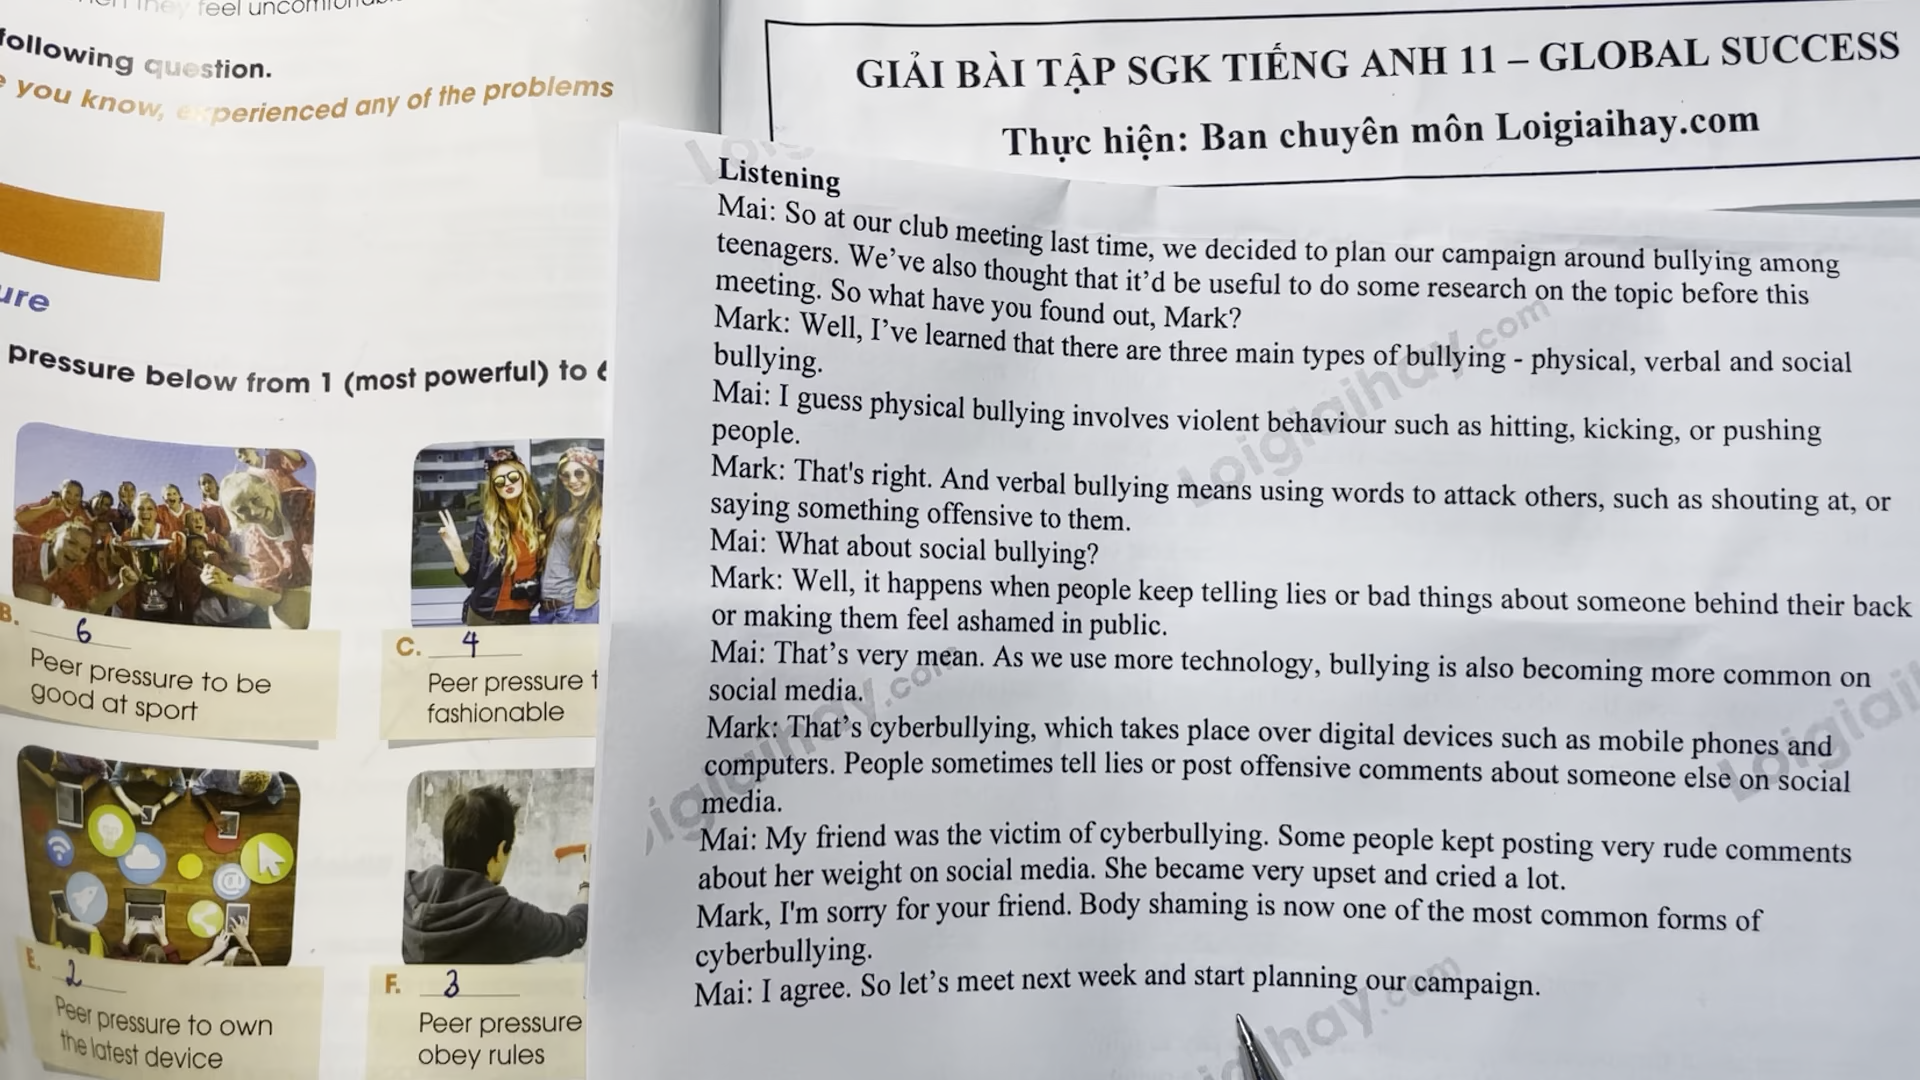 they feel uncomfortable
following question.
you know, experienced any of the problems
ure
pressure below from 1 (most powerful) to 6
B. 6
Peer pressure to be
good at sport
C. 4
Peer pressure t
fashionable
E. 2
Peer pressure to own
the latest device
F. 3
Peer pressure
obey rules
GIẢI BÀI TẬP SGK TIẾNG ANH 11 – GLOBAL SUCCESS
Thực hiện: Ban chuyên môn Loigiaihay.com
Listening
Mai: So at our club meeting last time, we decided to plan our campaign around bullying among
teenagers. We’ve also thought that it’d be useful to do some research on the topic before this
meeting. So what have you found out, Mark?
Mark: Well, I’ve learned that there are three main types of bullying - physical, verbal and social
bullying.
Mai: I guess physical bullying involves violent behaviour such as hitting, kicking, or pushing
people.
Mark: That's right. And verbal bullying means using words to attack others, such as shouting at, or
saying something offensive to them.
Mai: What about social bullying?
Mark: Well, it happens when people keep telling lies or bad things about someone behind their back
or making them feel ashamed in public.
Mai: That’s very mean. As we use more technology, bullying is also becoming more common on
social media.
Mark: That’s cyberbullying, which takes place over digital devices such as mobile phones and
computers. People sometimes tell lies or post offensive comments about someone else on social
media.
Mai: My friend was the victim of cyberbullying. Some people kept posting very rude comments
about her weight on social media. She became very upset and cried a lot.
Mark, I'm sorry for your friend. Body shaming is now one of the most common forms of
cyberbullying.
Mai: I agree. So let’s meet next week and start planning our campaign.
Loigiaihay.com